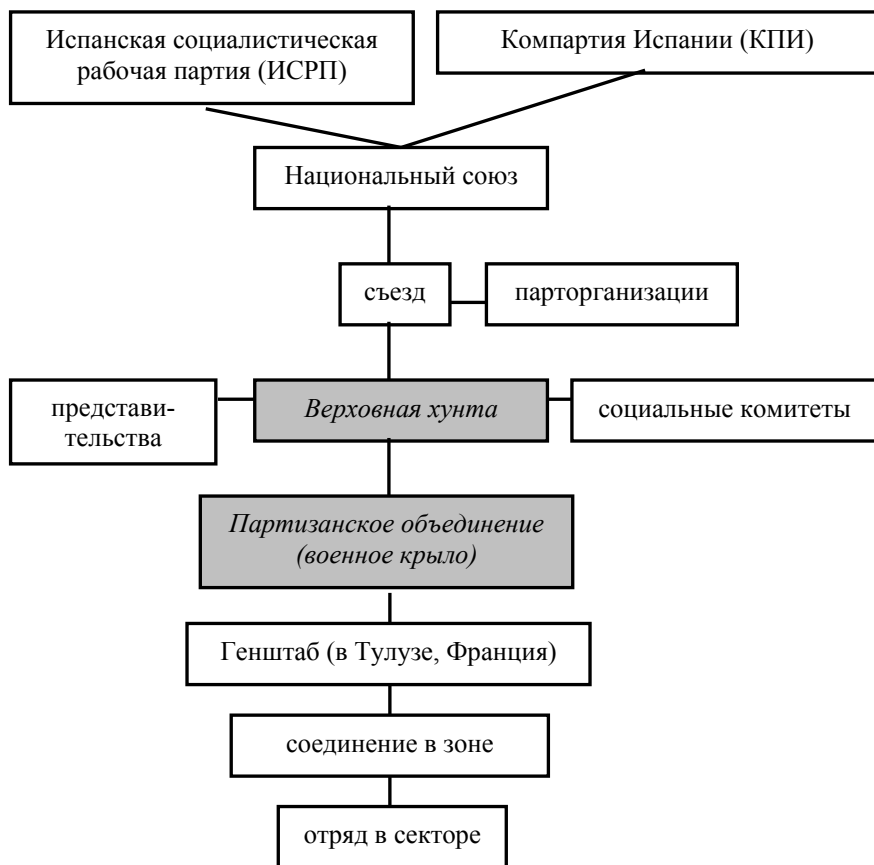 Испанская социалистическая
рабочая партия (ИСРП)
Компартия Испании (КПИ)
Национальный союз
съезд
парторганизации
представи-
тельства
Верховная хунта
социальные комитеты
Партизанское объединение
(военное крыло)
Генштаб (в Тулузе, Франция)
соединение в зоне
отряд в секторе